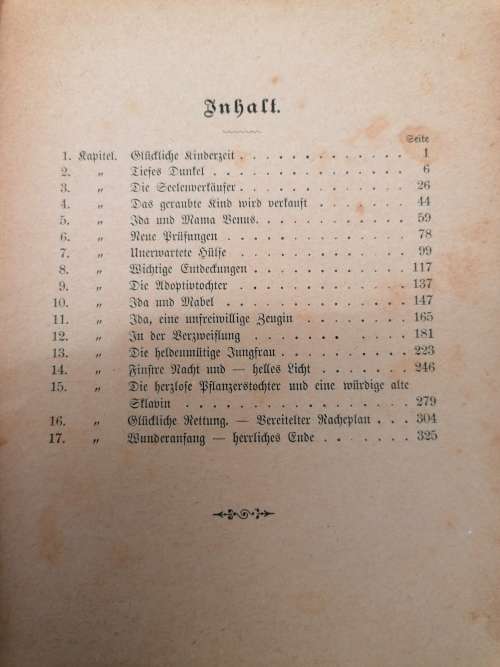 Inhalt.
Seite
1. Kapitel. Glückliche Kinderzeit . . . . . . . . . . . 1
2. „ Tiefes Dunkel . . . . . . . . . . . . 6
3. „ Die Seelenverkäufer . . . . . . . . . . . 26
4. „ Das geraubte Kind wird verkauft . . . . . . . 44
5. „ Ida und Mama Venus. . . . . . . . . . 59
6. „ Neue Prüfungen . . . . . . . . . . . 78
7. „ Unerwartete Hülfe . . . . . . . . . . . 99
8. „ Wichtige Entdeckungen . . . . . . . . . . 117
9. „ Die Adoptivtochter . . . . . . . . . . . 137
10. „ Ida und Mabel . . . . . . . . . . . . 147
11. „ Ida, eine unfreiwillige Zeugin . . . . . . . . 165
12. „ In der Verzweiflung . . . . . . . . . . . 181
13. „ Die heldenmütige Jungfrau . . . . . . . . . 223
14. „ Finstre Nacht und — helles Licht . . . . . . . 246
15. „ Die herzlose Pflanzerstochter und eine würdige alte
Sklavin . . . . . . . . . . . . . 279
16. „ Glückliche Rettung. — Vereitelter Racheplan . . . . 304
17. „ Wunderanfang — herrliches Ende . . . . . . . 325